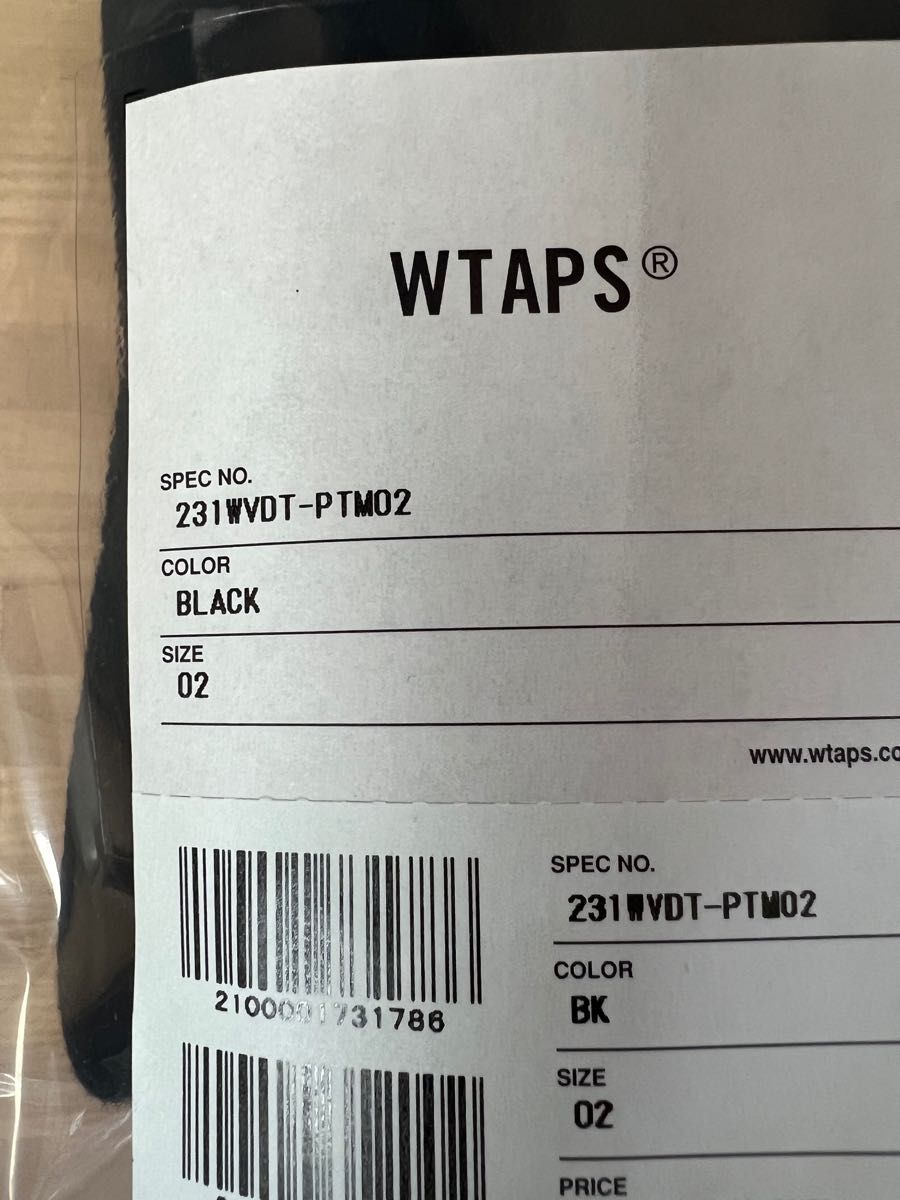 WTAPS®
SPEC NO.
231WVDT-PTM02
COLOR
BLACK
SIZE
02
www.wtaps.co
SPEC NO.
231WVDT-PTM02
COLOR
BK
SIZE
02
PRICE
2100001731786